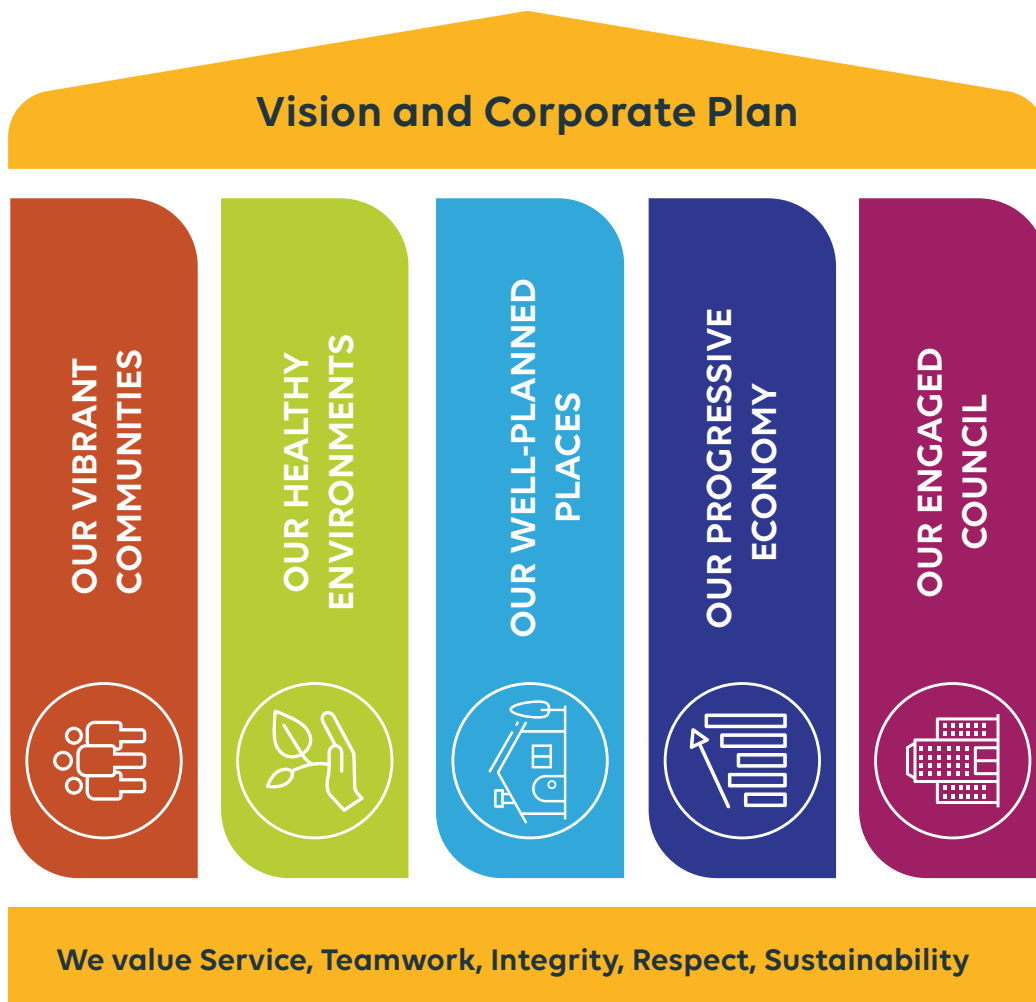 Vision and Corporate Plan
OUR VIBRANT
COMMUNITIES
OUR HEALTHY
ENVIRONMENTS
OUR WELL-PLANNED
PLACES
OUR PROGRESSIVE
ECONOMY
OUR ENGAGED
COUNCIL
We value Service, Teamwork, Integrity, Respect, Sustainability